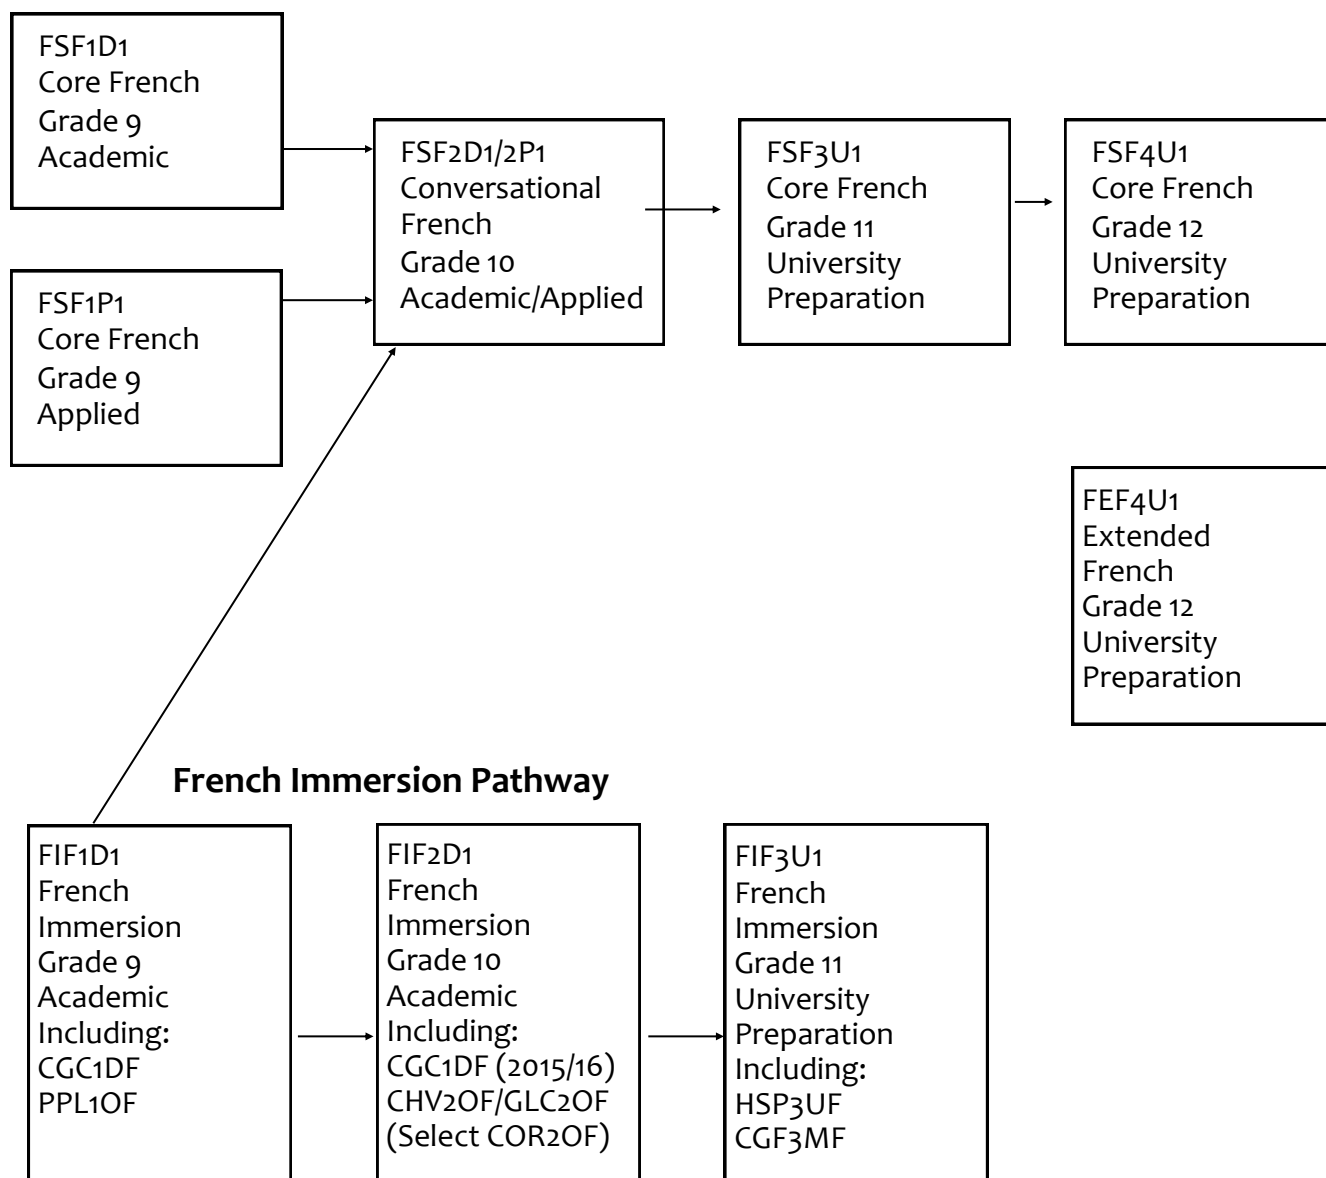 FSF1D1
Core French
Grade 9
Academic
FSF1P1
Core French
Grade 9
Applied
FSF2D1/2P1
Conversational
French
Grade 10
Academic/Applied
FSF3U1
Core French
Grade 11
University
Preparation
FSF4U1
Core French
Grade 12
University
Preparation
FEF4U1
Extended
French
Grade 12
University
Preparation
French Immersion Pathway
FIF1D1
French
Immersion
Grade 9
Academic
Including:
CGC1DF
PPL1OF
FIF2D1
French
Immersion
Grade 10
Academic
Including:
CGC1DF (2015/16)
CHV2OF/GLC2OF
(Select COR2OF)
FIF3U1
French
Immersion
Grade 11
University
Preparation
Including:
HSP3UF
CGF3MF